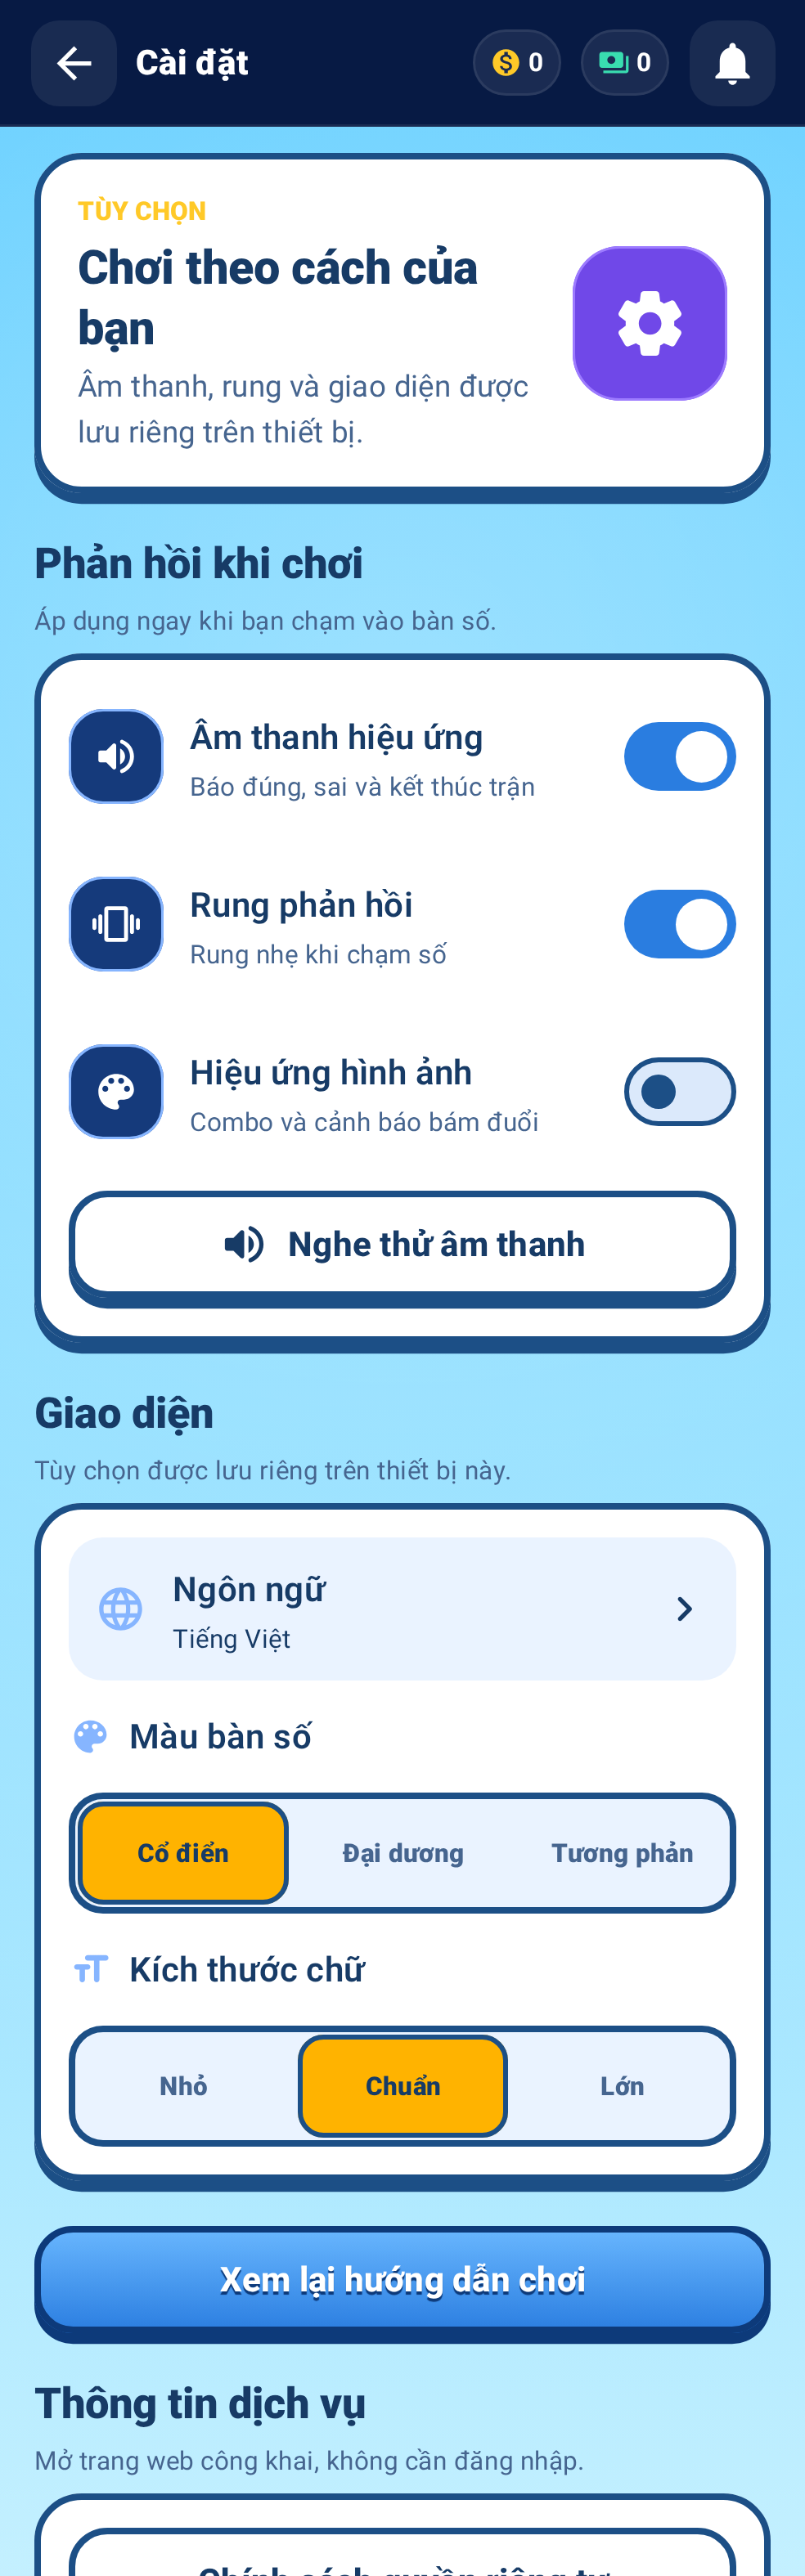 Cài đặt
0
0
TÙY CHỌN
Chơi theo cách của
bạn
Âm thanh, rung và giao diện được
lưu riêng trên thiết bị.
Phản hồi khi chơi
Áp dụng ngay khi bạn chạm vào bàn số.
Âm thanh hiệu ứng
Báo đúng, sai và kết thúc trận
Rung phản hồi
Rung nhẹ khi chạm số
Hiệu ứng hình ảnh
Combo và cảnh báo bám đuổi
Nghe thử âm thanh
Giao diện
Tùy chọn được lưu riêng trên thiết bị này.
Ngôn ngữ
Tiếng Việt
Màu bàn số
Cổ điển
Đại dương
Tương phản
Kích thước chữ
Nhỏ
Chuẩn
Lớn
Xem lại hướng dẫn chơi
Thông tin dịch vụ
Mở trang web công khai, không cần đăng nhập.
Chính sách quyền riêng tư